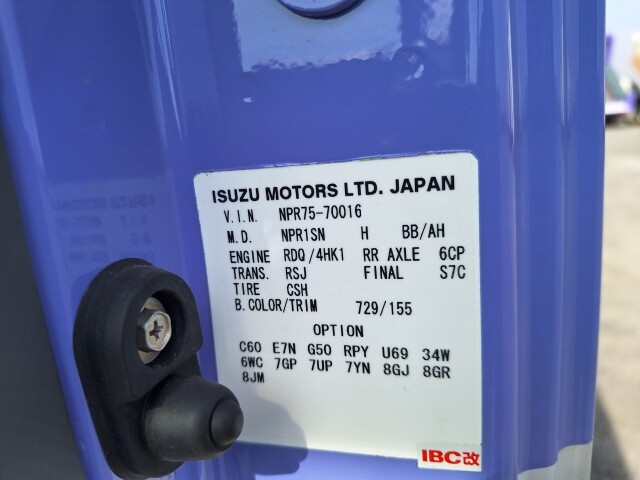 ISUZU MOTORS LTD. JAPAN
V.I.N. NPR75-70016
M.D. NPR1SN H BB/AH
ENGINE RDQ/4HK1 RR AXLE 6CP
TRANS. RSJ FINAL S7C
TIRE CSH
B.COLOR/TRIM 729/155
OPTION
C60 E7N G50 RPY U69 34W
6WC 7GP 7UP 7YN 8GJ 8GR
8JM
IBC改